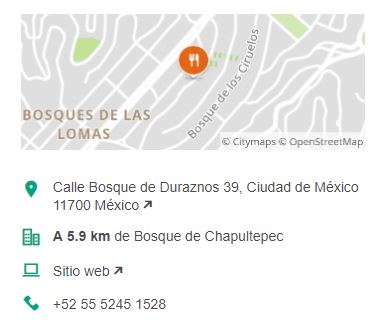 BOSQUES DE LAS
LOMAS
Bosque de los Ciruelos
© Citymaps © OpenStreetMap
Calle Bosque de Duraznos 39, Ciudad de México
11700 México
A 5.9 km de Bosque de Chapultepec
Sitio web
+52 55 5245 1528